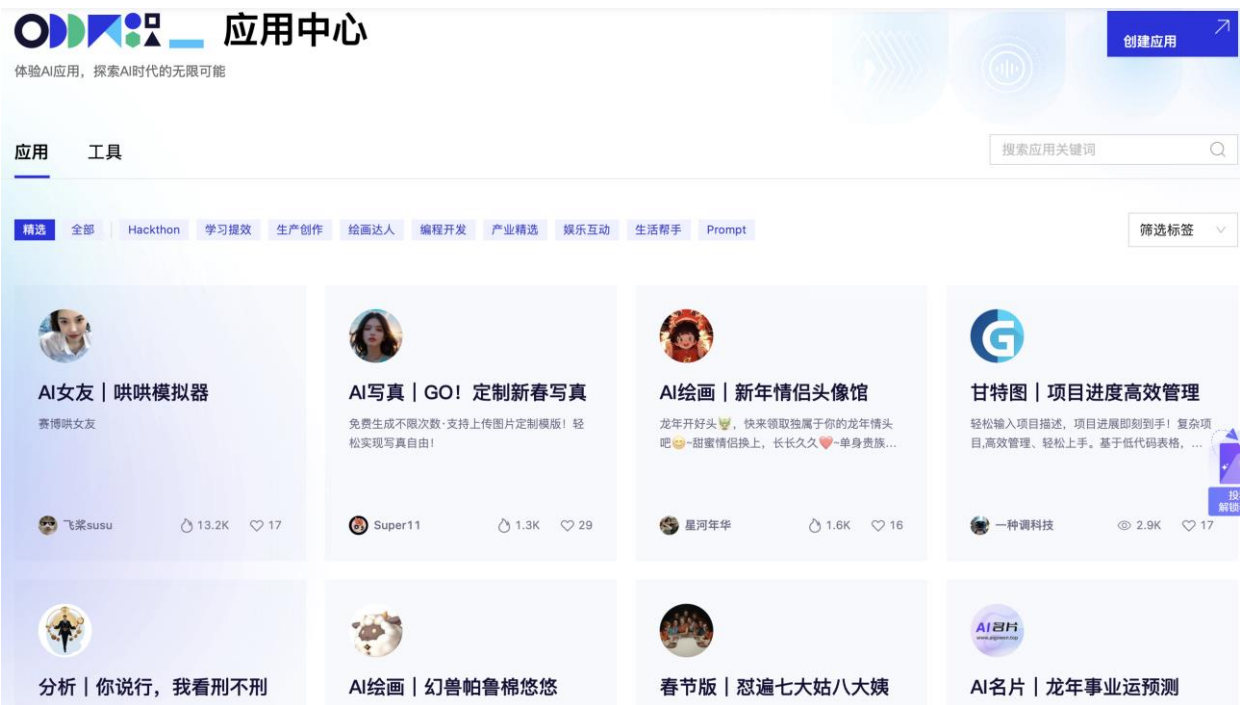 应用中心
创建应用
体验AI应用，探索AI时代的无限可能
应用 工具
搜索应用关键词
精选 全部 Hackthon 学习提效 生产创作 绘画达人 编程开发 产业精选 娱乐互动 生活帮手 Prompt
筛选标签
AI女友｜哄哄模拟器
赛博哄女友
飞桨susu 13.2K 17
AI写真｜GO！定制新春写真
免费生成不限次数·支持上传图片定制模版！轻
松实现写真自由！
Super11 1.3K 29
AI绘画｜新年情侣头像馆
龙年开好头🐲，快来领取独属于你的龙年情头
吧😊~甜蜜情侣换上，长长久久❤️~单身贵族...
星河年华 1.6K 16
甘特图｜项目进度高效管理
轻松输入项目描述，项目进展即刻到手！复杂项
目,高效管理、轻松上手。基于低代码表格，...
一种调科技 2.9K 17
投
解锁
分析｜你说行，我看刑不刑
AI绘画｜幻兽帕鲁棉悠悠
春节版｜怼遍七大姑八大姨
AI名片
AI名片｜龙年事业运预测